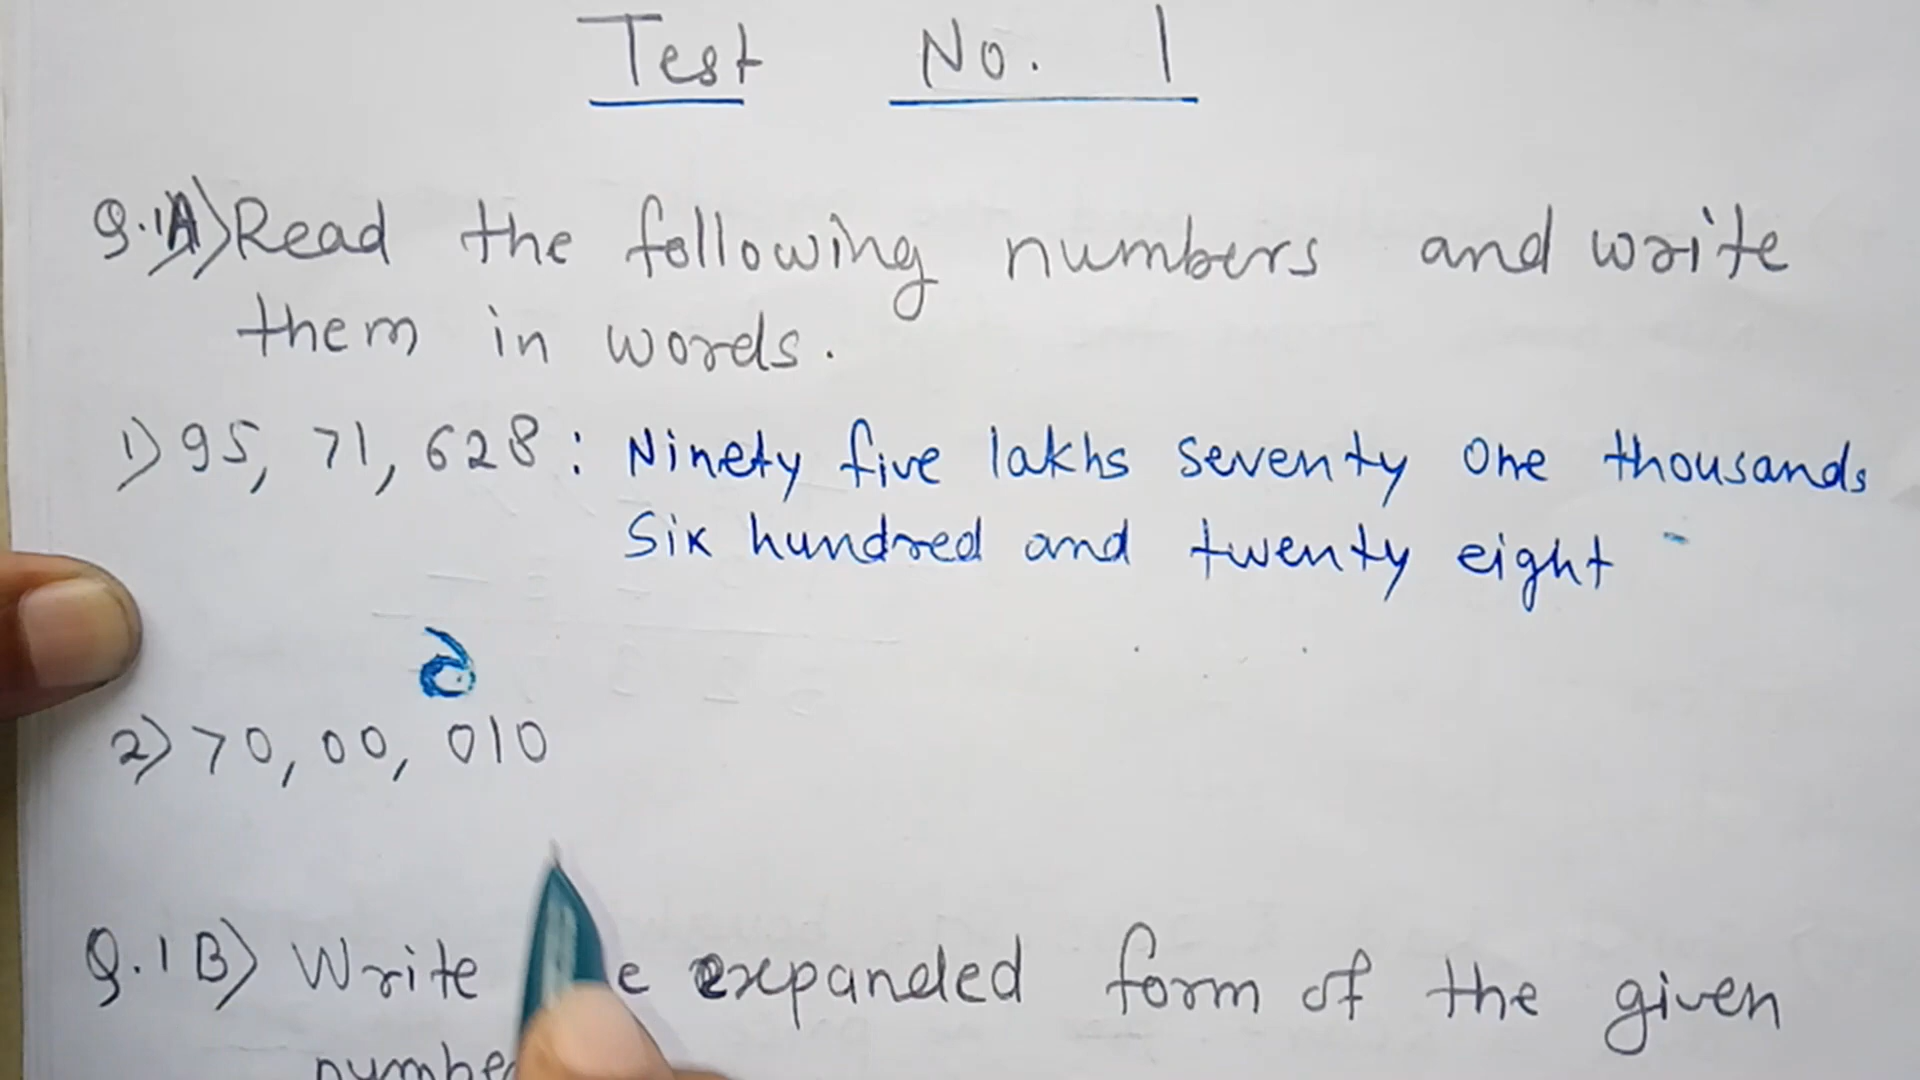 Test No. 1
Q.1A) Read the following numbers and write
them in words.
1) 95, 71, 628 : Ninety five lakhs seventy one thousands
Six hundred and twenty eight
2) 70, 00, 010
Q.1 B) Write expanded form of the given